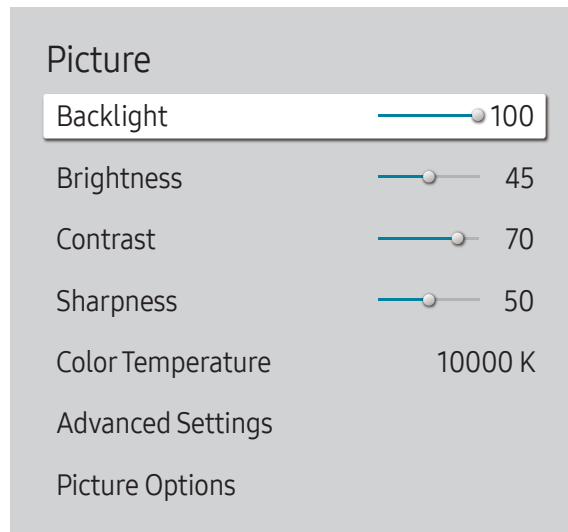 Picture
Backlight 100
Brightness 45
Contrast 70
Sharpness 50
Color Temperature 10000 K
Advanced Settings
Picture Options